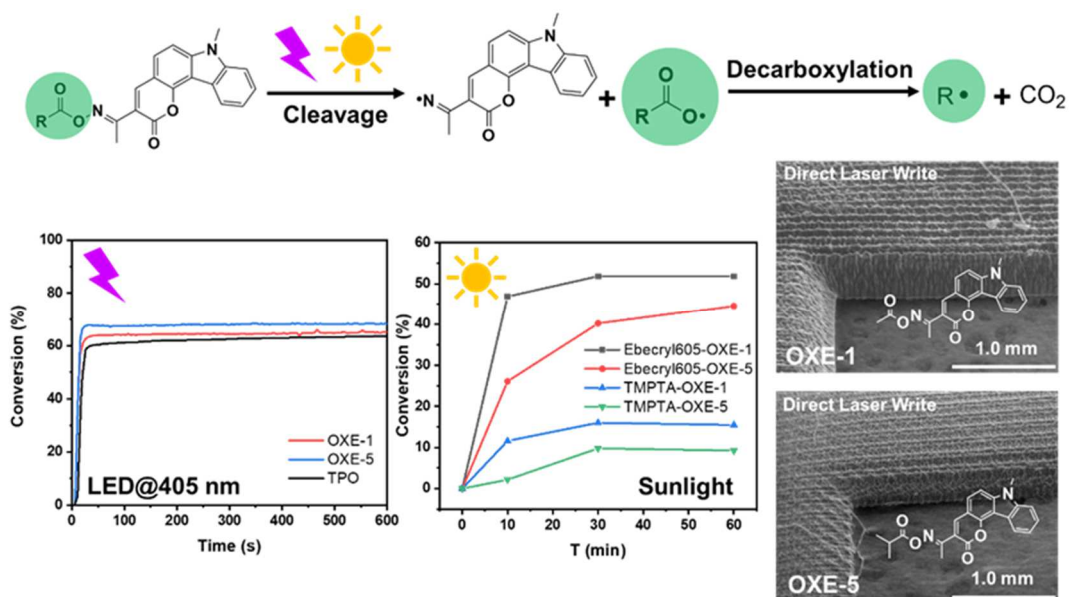 Cleavage
+
Decarboxylation
R•
+ CO2
R
O
O
N
O
O
N
•N
O
O
N
R
O
O•
Direct Laser Write
O
O
N
O
O
N
OXE-1
1.0 mm
Direct Laser Write
O
O
N
O
O
N
OXE-5
1.0 mm
Conversion (%)
100
80
60
40
20
0
OXE-1
OXE-5
TPO
LED@405 nm
0 100 200 300 400 500 600
Time (s)
Conversion (%)
60
50
40
30
20
10
0
Ebecryl605-OXE-1
Ebecryl605-OXE-5
TMPTA-OXE-1
TMPTA-OXE-5
Sunlight
0 10 20 30 40 50 60
T (min)